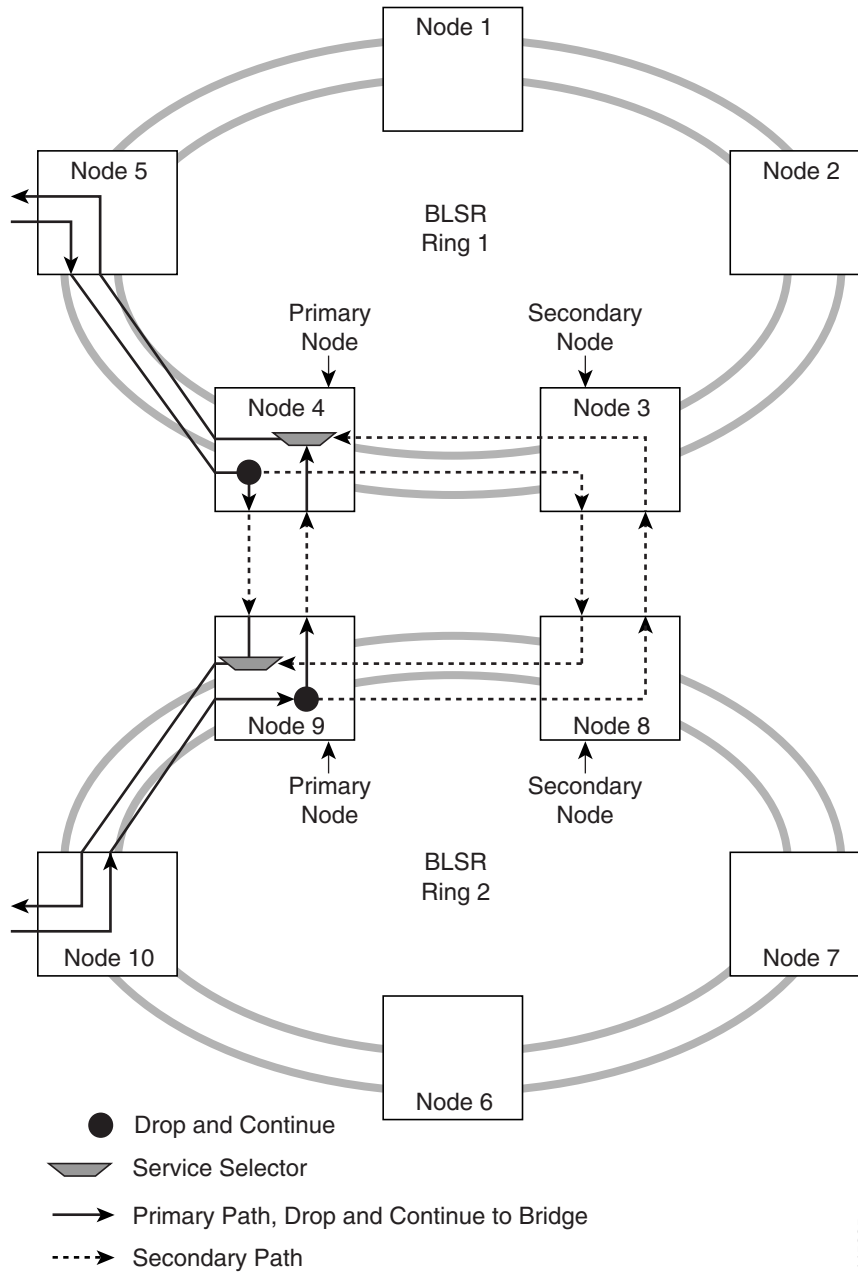 Node 1
Node 5
Node 2
BLSR
Ring 1
Primary
Node
Secondary
Node
Node 4
Node 3
Node 9
Node 8
Primary
Node
Secondary
Node
BLSR
Ring 2
Node 10
Node 7
Node 6
Drop and Continue
Service Selector
Primary Path, Drop and Continue to Bridge
Secondary Path